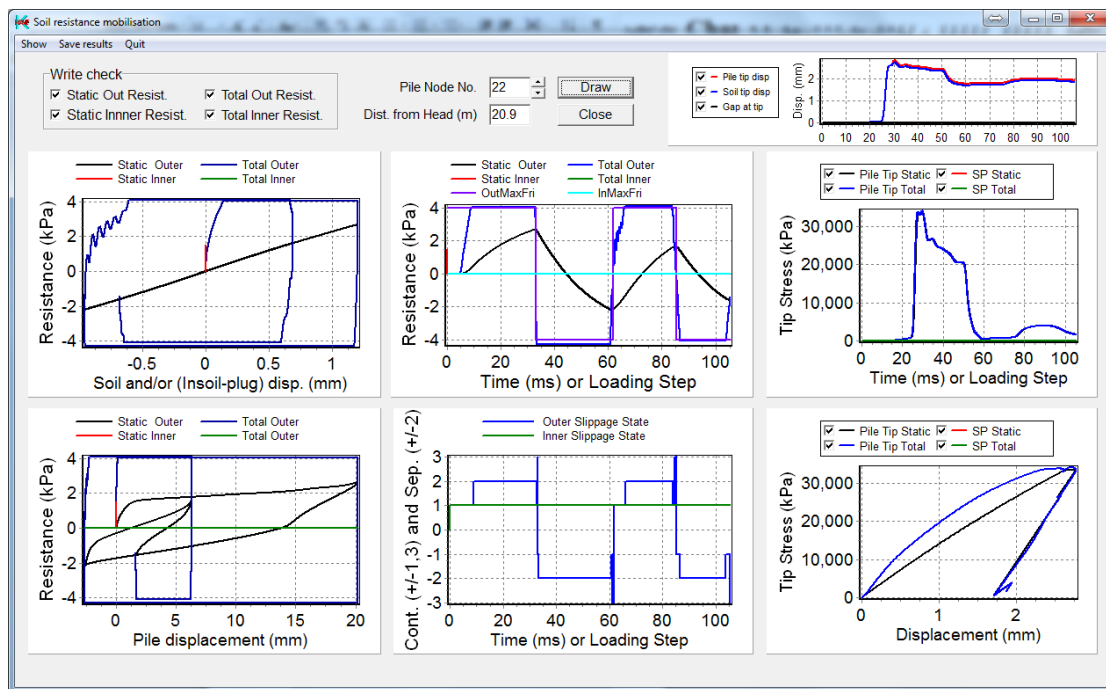 Soil resistance mobilisation
Show Save results Quit
Write check
Static Out Resist. Total Out Resist.
Static Innner Resist. Total Inner Resist.
Pile Node No. 22 Draw
Dist. from Head (m) 20.9 Close
Pile tip disp
Soil tip disp
Gap at tip
Disp. (mm)
2
0
0 10 20 30 40 50 60 70 80 90 100
Static Outer Total Outer
Static Inner Total Inner
Resistance (kPa)
4
2
0
-2
-4
-0.5 0 0.5 1
Soil and/or (Insoil-plug) disp. (mm)
Static Outer Total Outer
Static Inner Total Inner
OutMaxFri InMaxFri
Resistance (kPa)
4
2
0
-2
-4
0 20 40 60 80 100
Time (ms) or Loading Step
Pile Tip Static SP Static
Pile Tip Total SP Total
Tip Stress (kPa)
30,000
20,000
10,000
0
0 20 40 60 80 100
Time (ms) or Loading Step
Static Outer Total Outer
Static Inner Total Outer
Resistance (kPa)
4
2
0
-2
-4
0 5 10 15 20
Pile displacement (mm)
Outer Slippage State
Inner Slippage State
Cont. (+/-1,3) and Sep. (+/-2)
3
2
1
0
-1
-2
-3
0 20 40 60 80 100
Time (ms) or Loading Step
Pile Tip Static SP Static
Pile Tip Total SP Total
Tip Stress (kPa)
30,000
20,000
10,000
0
0 1 2
Displacement (mm)